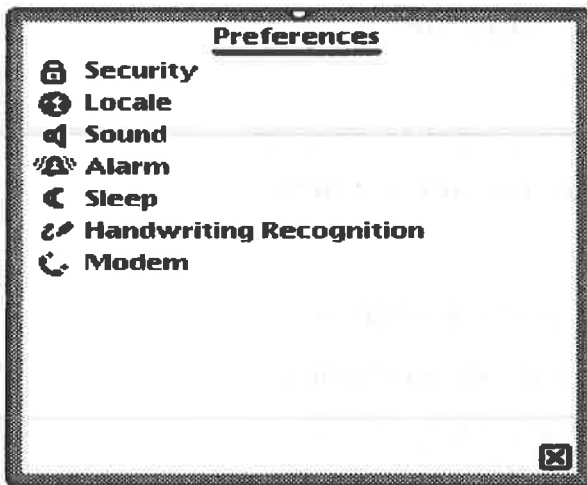 Preferences
Security
Locale
Sound
Alarm
Sleep
Handwriting Recognition
Modem